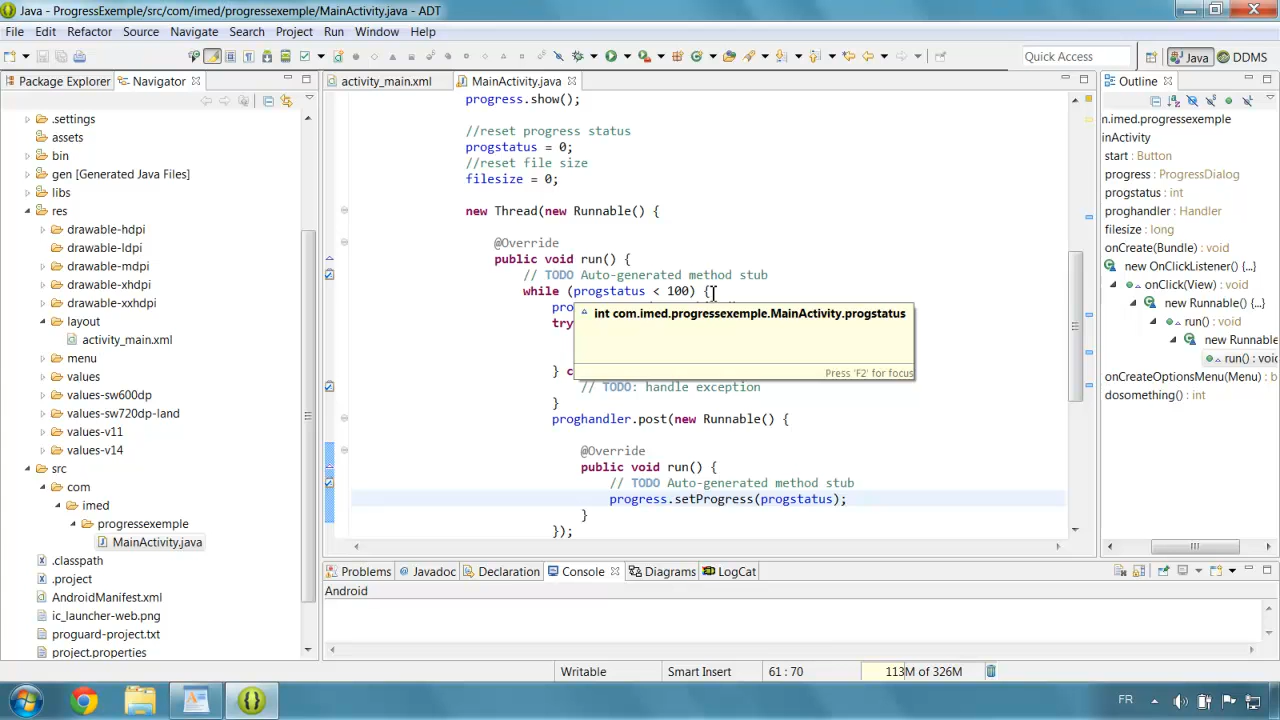 Java - ProgressExemple/src/com/imed/progressexemple/MainActivity.java - ADT
File Edit Refactor Source Navigate Search Project Run Window Help
Quick Access
Java
DDMS
Package Explorer
Navigator
activity_main.xml
MainActivity.java
Outline
.settings
assets
bin
gen [Generated Java Files]
libs
res
drawable-hdpi
drawable-ldpi
drawable-mdpi
drawable-xhdpi
drawable-xxhdpi
layout
activity_main.xml
menu
values
values-sw600dp
values-sw720dp-land
values-v11
values-v14
src
com
imed
progressexemple
MainActivity.java
.classpath
.project
AndroidManifest.xml
ic_launcher-web.png
proguard-project.txt
project.properties
progress.show();
//reset progress status
progstatus = 0;
//reset file size
filesize = 0;
new Thread(new Runnable() {
@Override
public void run() {
// TODO Auto-generated method stub
while (progstatus < 100) {
pro
try
int com.imed.progressexemple.MainActivity.progstatus
Press 'F2' for focus
} c
// TODO: handle exception
}
proghandler.post(new Runnable() {
@Override
public void run() {
// TODO Auto-generated method stub
progress.setProgress(progstatus);
}
});
m.imed.progressexemple
inActivity
start : Button
progress : ProgressDialog
progstatus : int
proghandler : Handler
filesize : long
onCreate(Bundle) : void
new OnClickListener() {...}
onClick(View) : void
new Runnable() {...}
run() : void
new Runnable
run() : voi
onCreateOptionsMenu(Menu) : b
dosomething() : int
Problems
Javadoc
Declaration
Console
Diagrams
LogCat
Android
Writable
Smart Insert
61 : 70
113M of 326M
FR